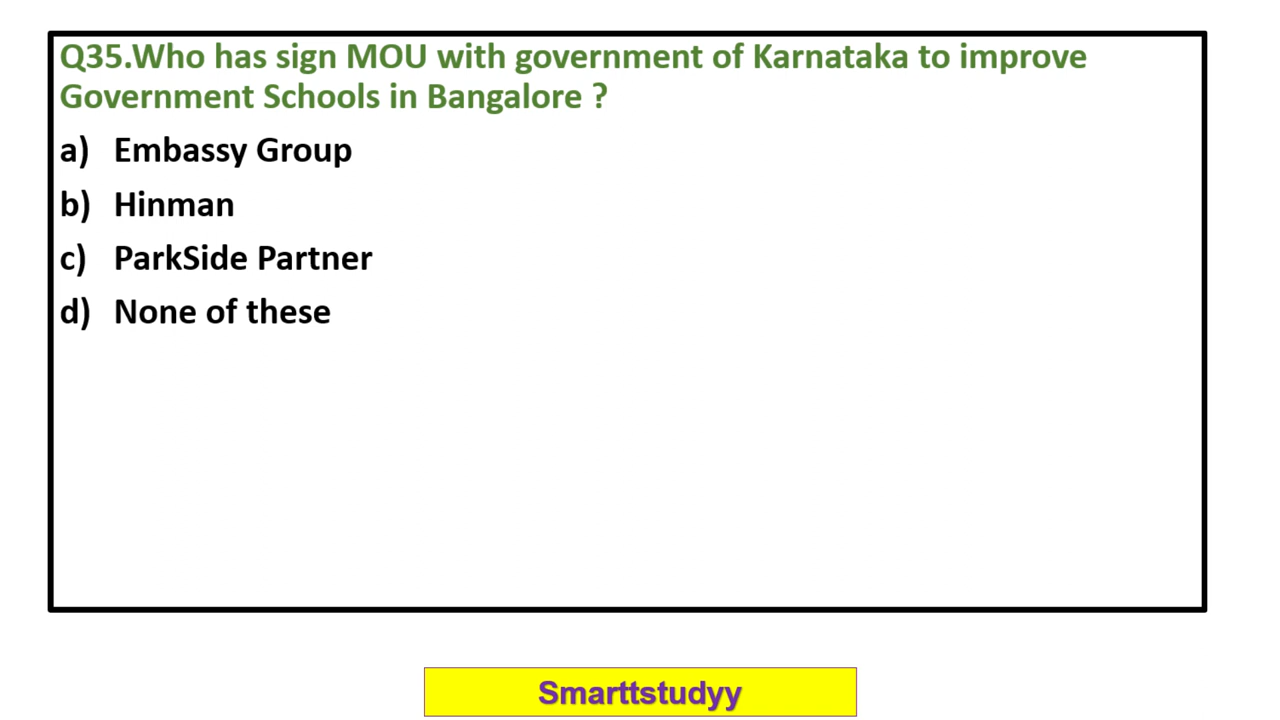 Q35.Who has sign MOU with government of Karnataka to improve
Government Schools in Bangalore ?
a) Embassy Group
b) Hinman
c) ParkSide Partner
d) None of these
Smarttstudyy